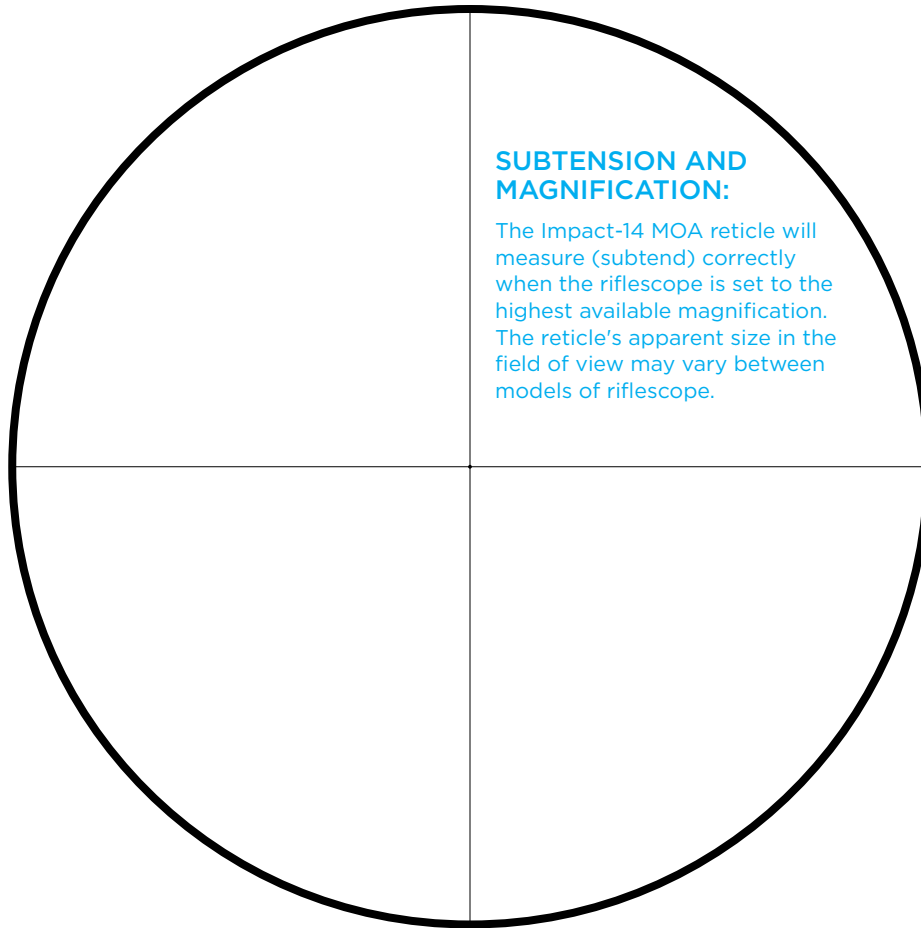 SUBTENSION AND
MAGNIFICATION:
The Impact-14 MOA reticle will
measure (subtend) correctly
when the riflescope is set to the
highest available magnification.
The reticle's apparent size in the
field of view may vary between
models of riflescope.